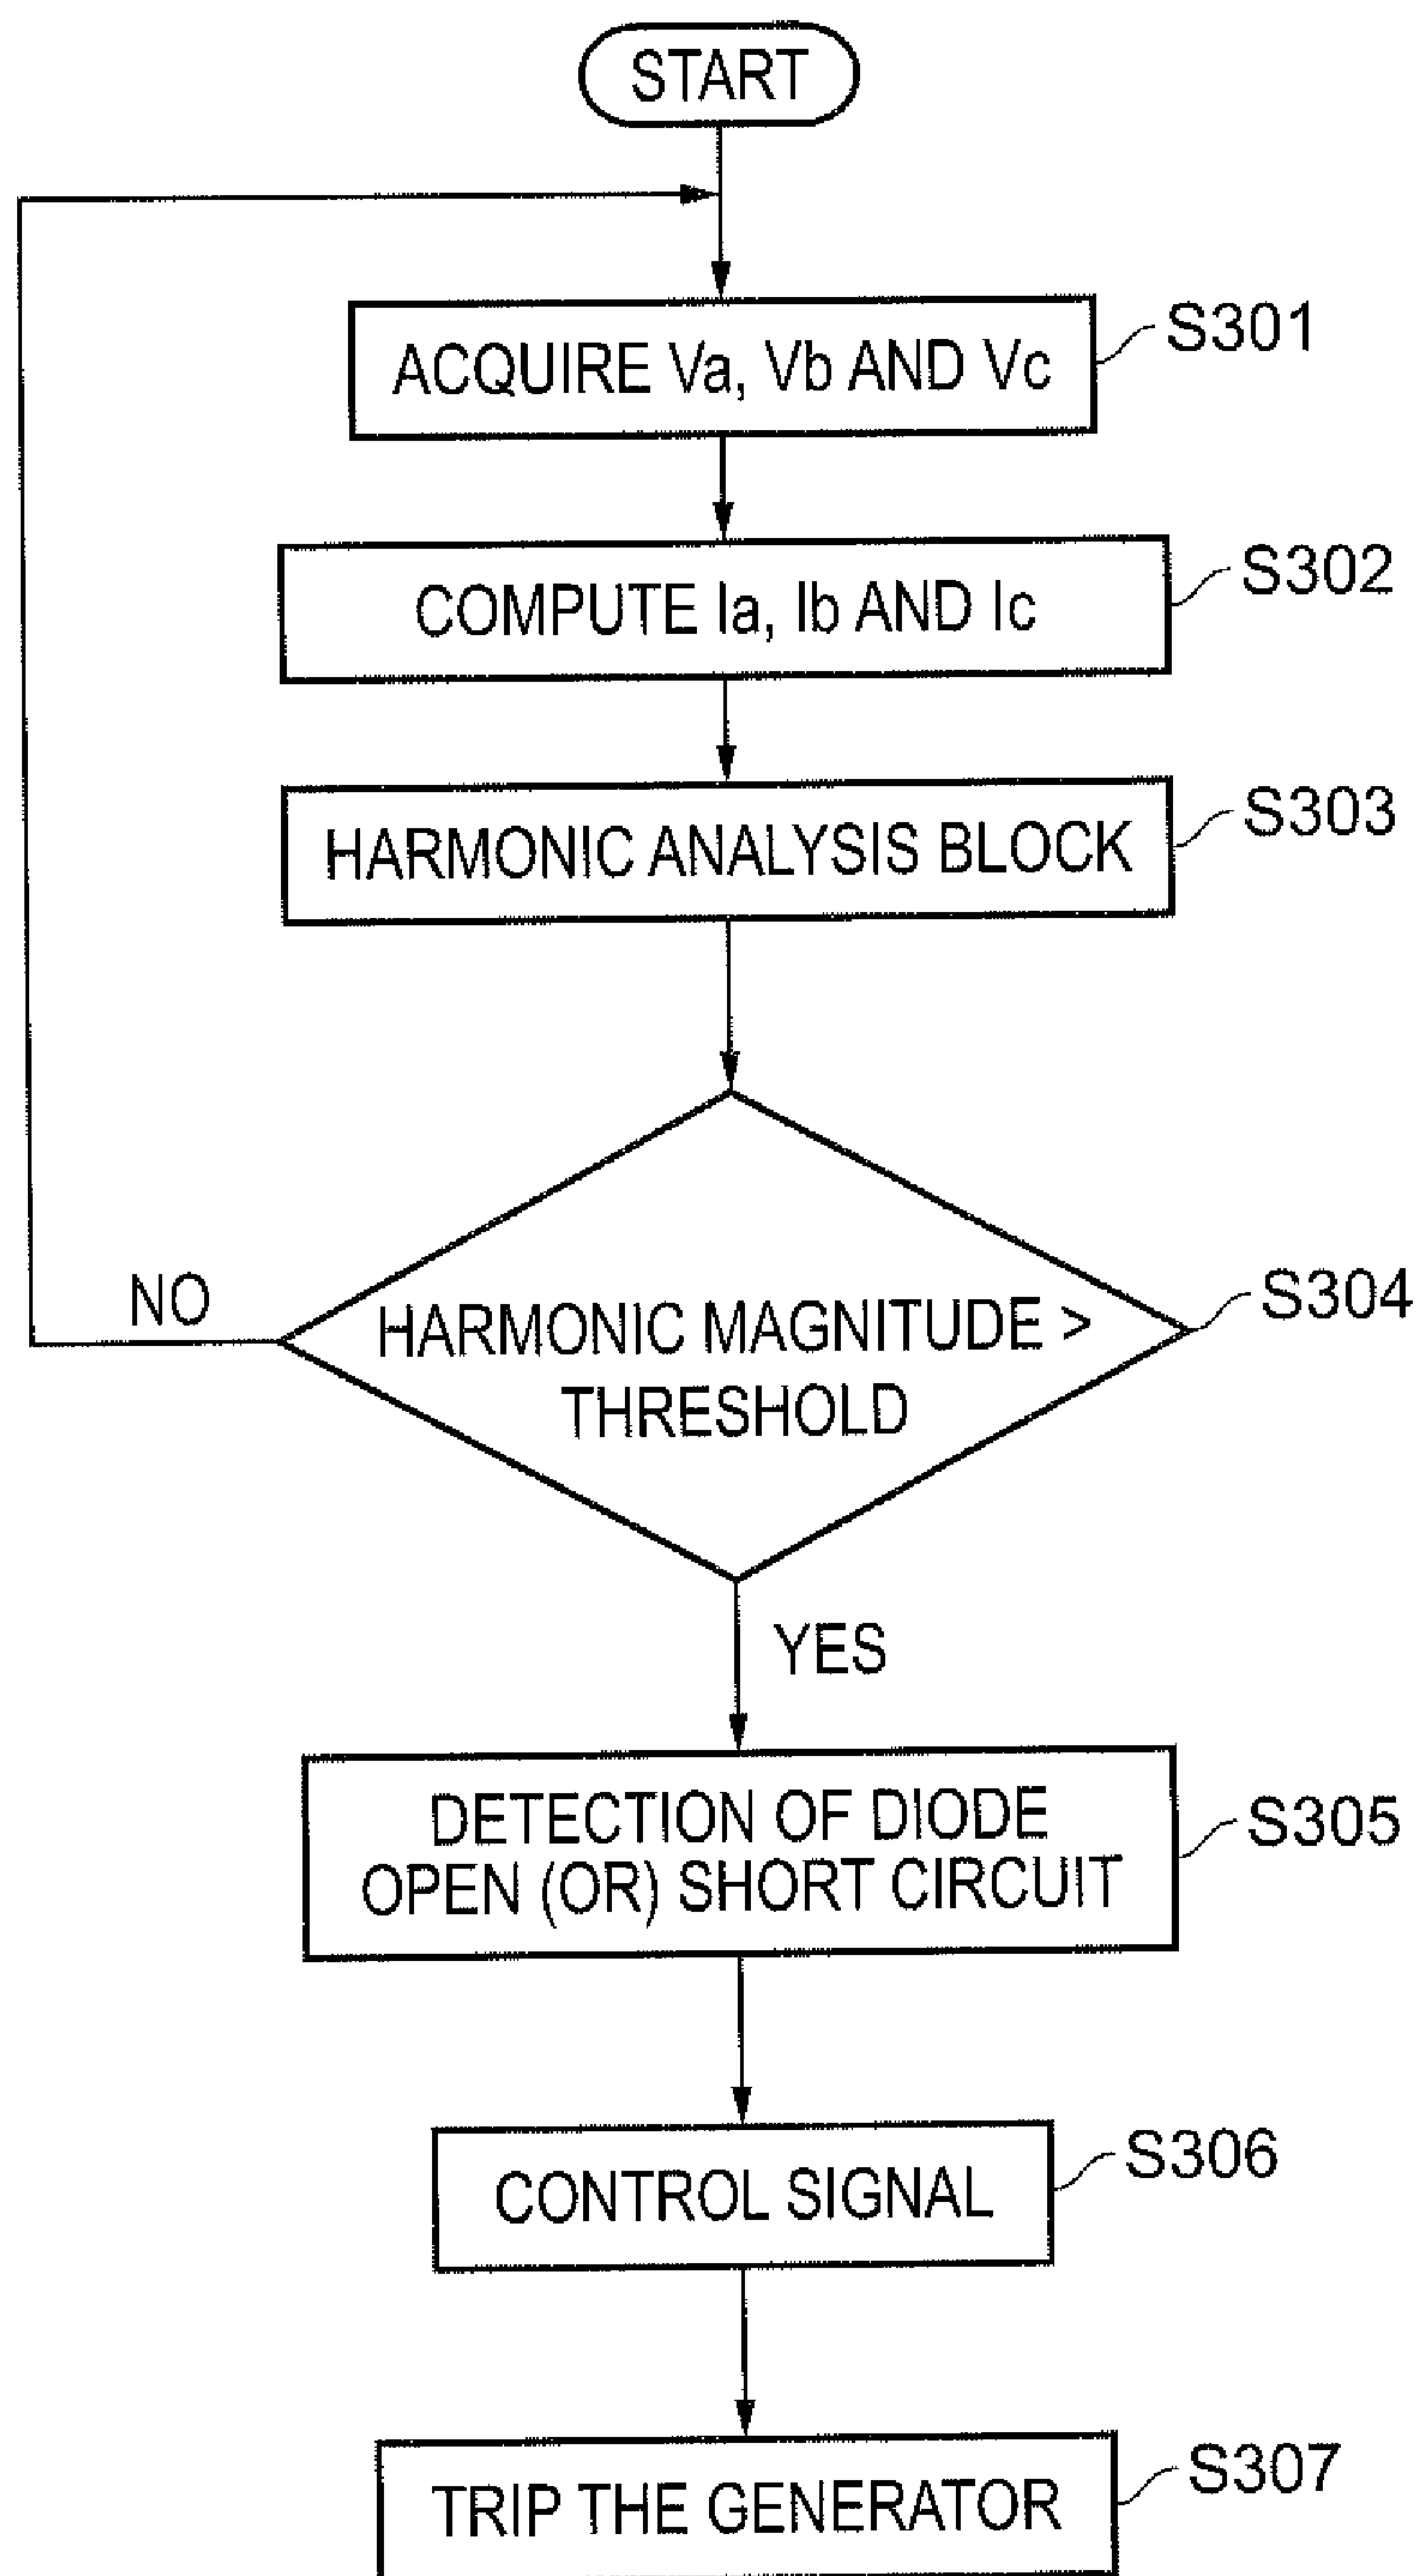 START
ACQUIRE Va, Vb AND Vc
S301
COMPUTE Ia, Ib AND Ic
S302
HARMONIC ANALYSIS BLOCK
S303
HARMONIC MAGNITUDE >
THRESHOLD
S304
NO
YES
DETECTION OF DIODE
OPEN (OR) SHORT CIRCUIT
S305
CONTROL SIGNAL
S306
TRIP THE GENERATOR
S307